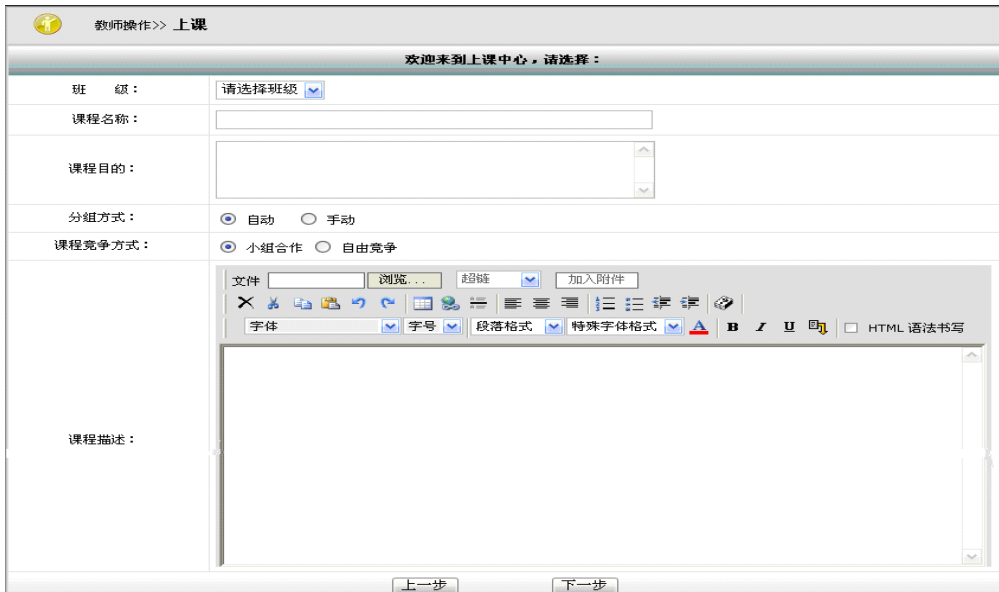 教师操作>> 上课
欢迎来到上课中心，请选择：
班 级： 请选择班级
课程名称：
课程目的：
分组方式： 自动 手动
课程竞争方式： 小组合作 自由竞争
文件 浏览... 超链 加入附件
字体 字号 段落格式 特殊字体格式 A B I U HTML 语法书写
课程描述：
上一步 下一步